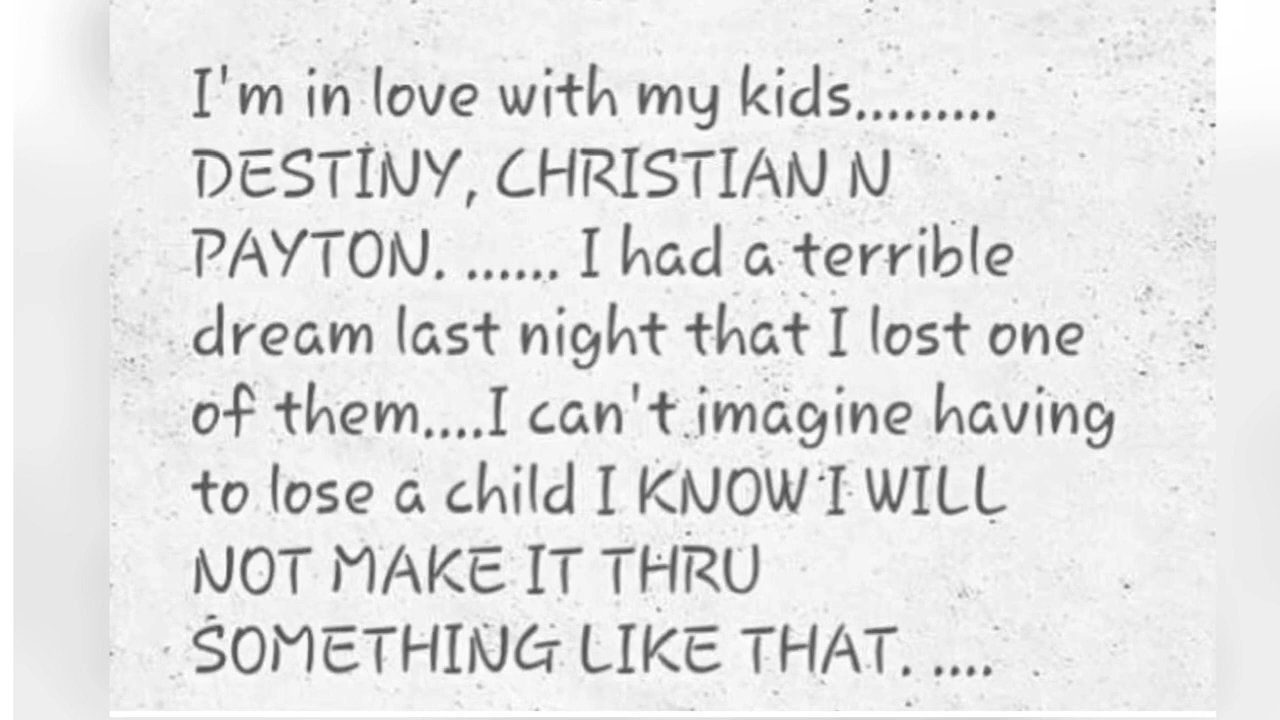 I'm in love with my kids.........
DESTINY, CHRISTIAN N
PAYTON. ...... I had a terrible
dream last night that I lost one
of them....I can't imagine having
to lose a child I KNOW I WILL
NOT MAKE IT THRU
SOMETHING LIKE THAT. ....